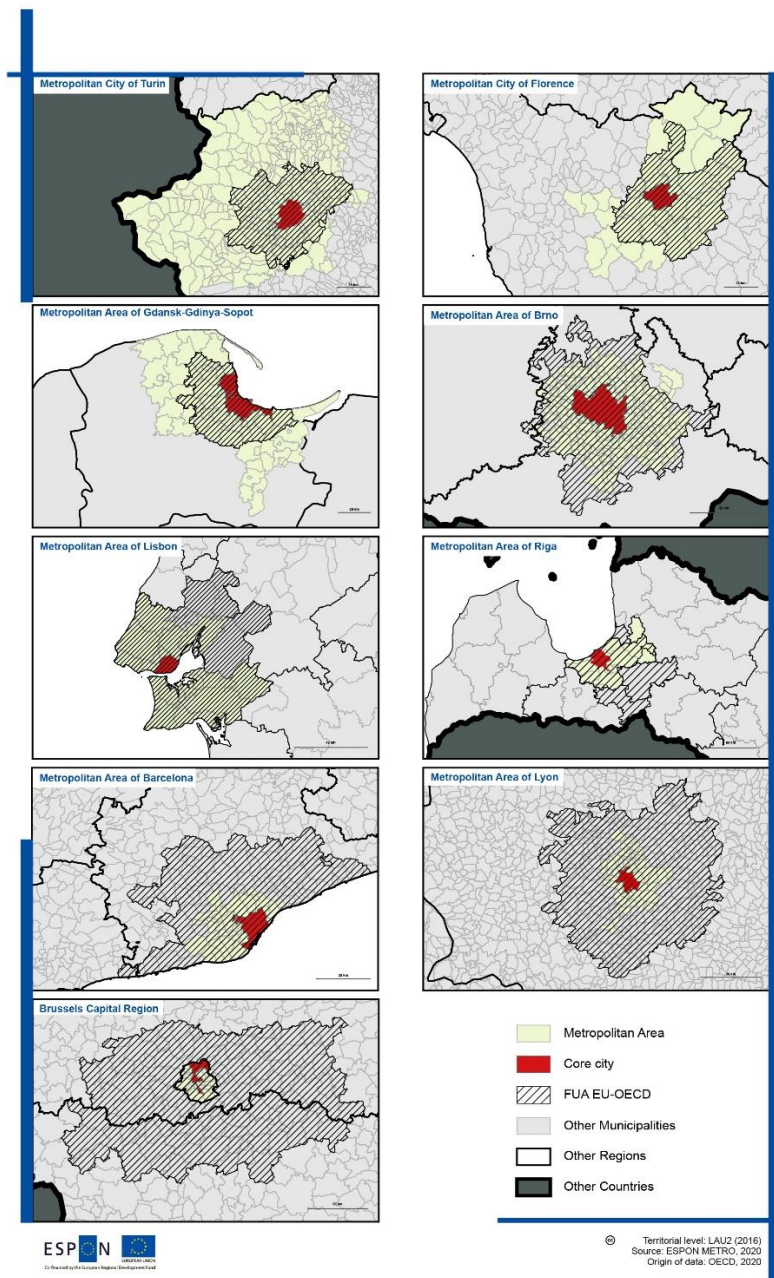 Metropolitan City of Turin
Metropolitan City of Florence
Metropolitan Area of Gdansk-Gdinya-Sopot
Metropolitan Area of Brno
Metropolitan Area of Lisbon
Metropolitan Area of Riga
Metropolitan Area of Barcelona
Metropolitan Area of Lyon
Brussels Capital Region
Metropolitan Area
Core city
FUA EU-OECD
Other Municipalities
Other Regions
Other Countries
ESPON
EUROPEAN UNION
Co-financed by the European Regional Development Fund
Territorial level: LAU2 (2016)
Source: ESPON METRO, 2020
Origin of data: OECD, 2020